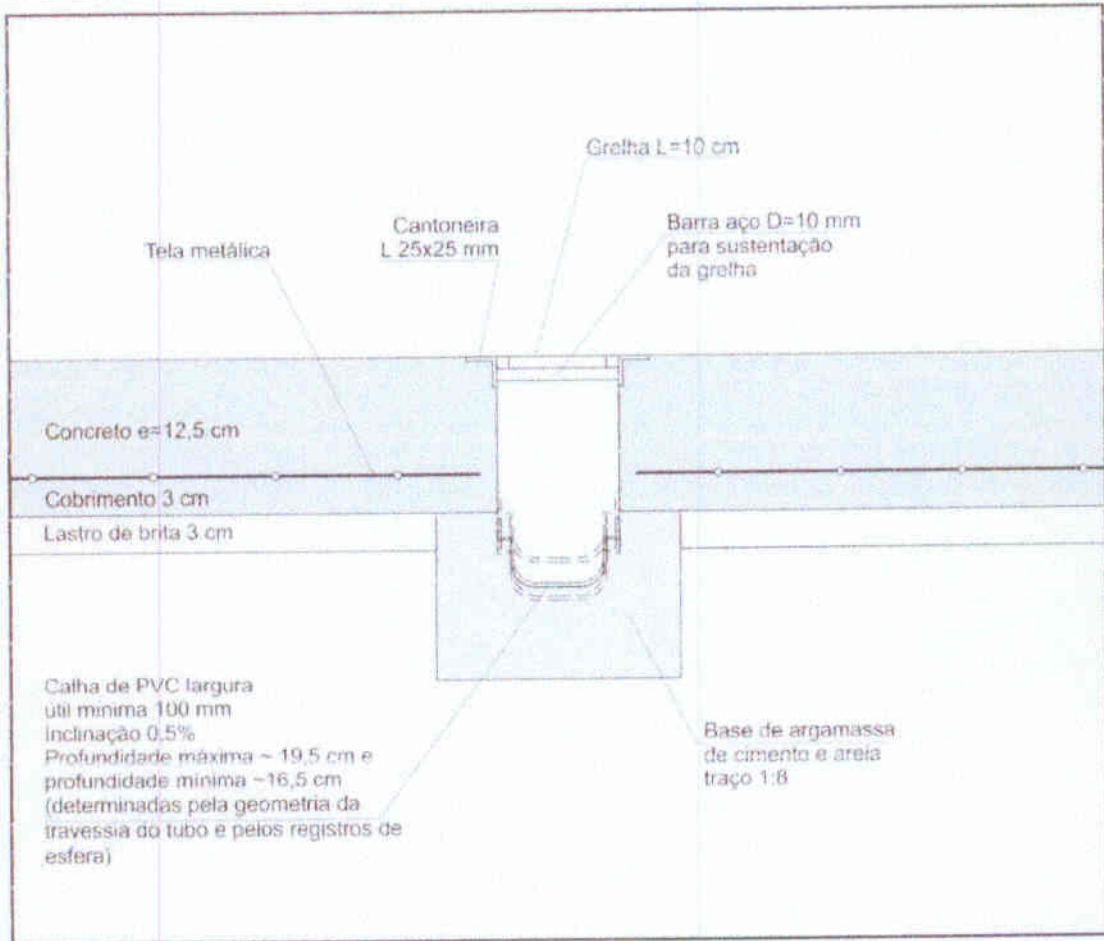 Grelha L=10 cm
Cantoneira
L 25x25 mm
Barra aço D=10 mm
para sustentação
da grelha
Tela metálica
Concreto e=12,5 cm
Cobrimento 3 cm
Lastro de brita 3 cm
Calha de PVC largura
útil mínima 100 mm
Inclinação 0,5%
Profundidade máxima ~ 19,5 cm e
profundidade mínima ~16,5 cm
(determinadas pela geometria da
travessia do tubo e pelos registros de
esfera)
Base de argamassa
de cimento e areia
traço 1:8